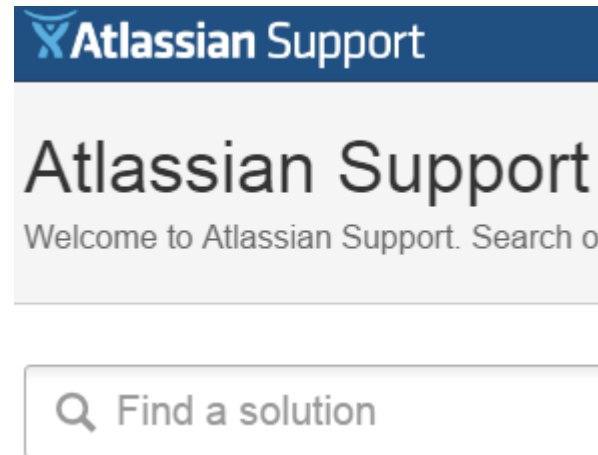 Atlassian Support
Atlassian Support
Welcome to Atlassian Support. Search
Find a solution